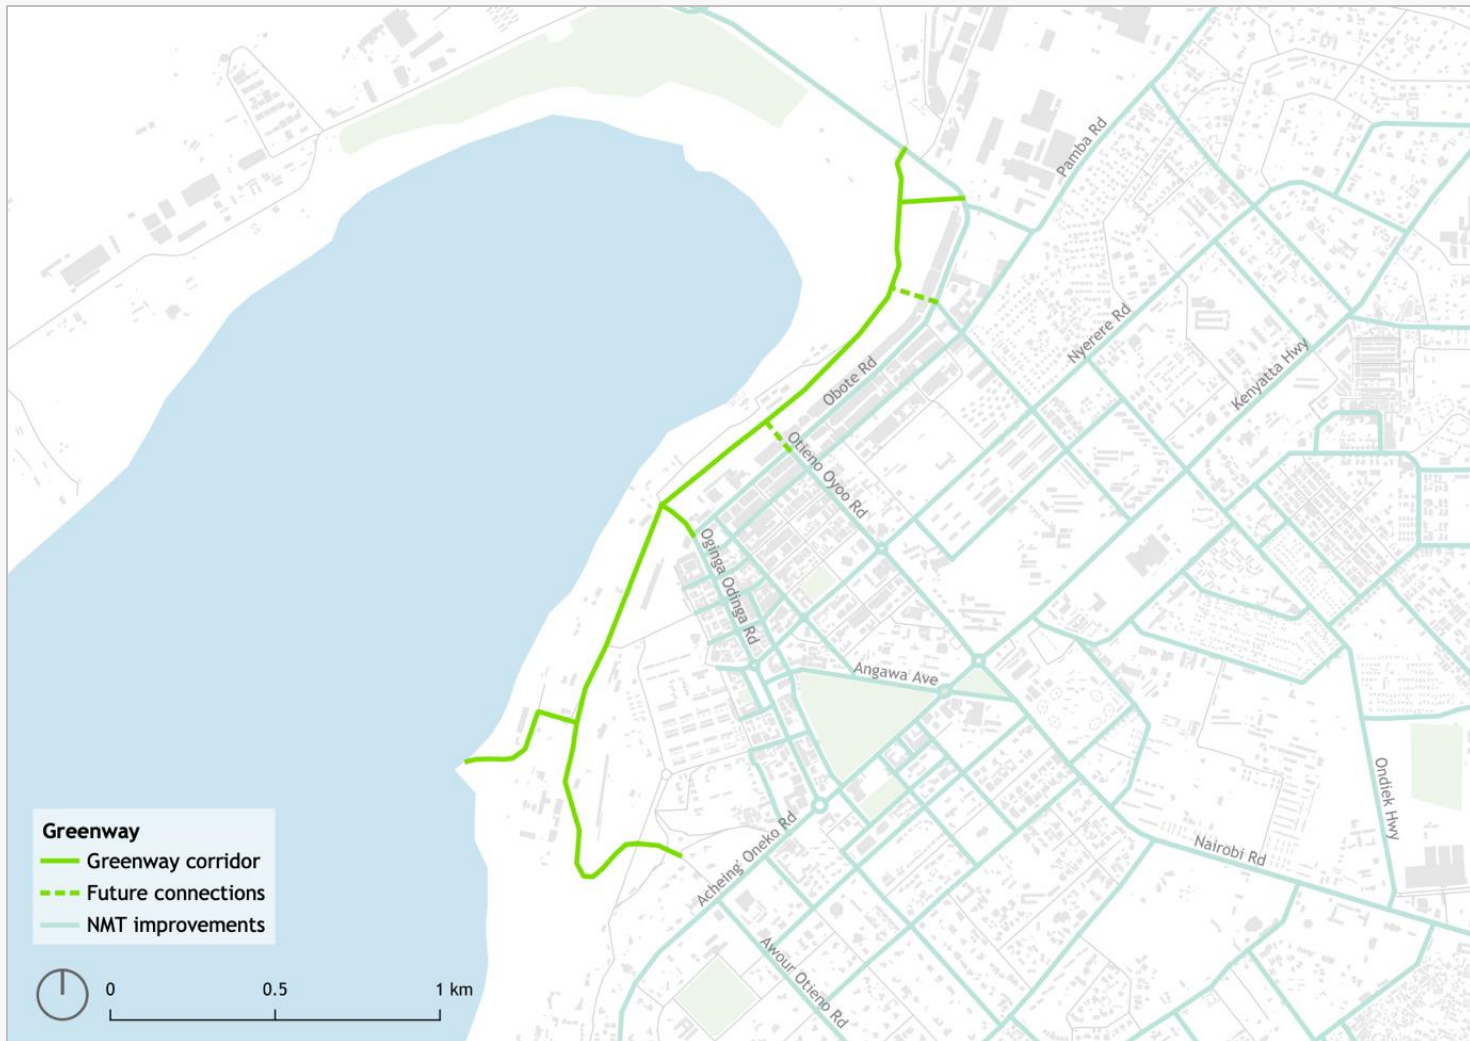 Pamba Rd
Nyerere Rd
Kenyatta Hwy
Obote Rd
Otieno Oyoo Rd
Oginga Odinga Rd
Angawa Ave
Ondiek Hwy
Nairobi Rd
Acheing' Oneko Rd
Awour Otieno Rd
Greenway
Greenway corridor
Future connections
NMT improvements
0 0.5 1 km